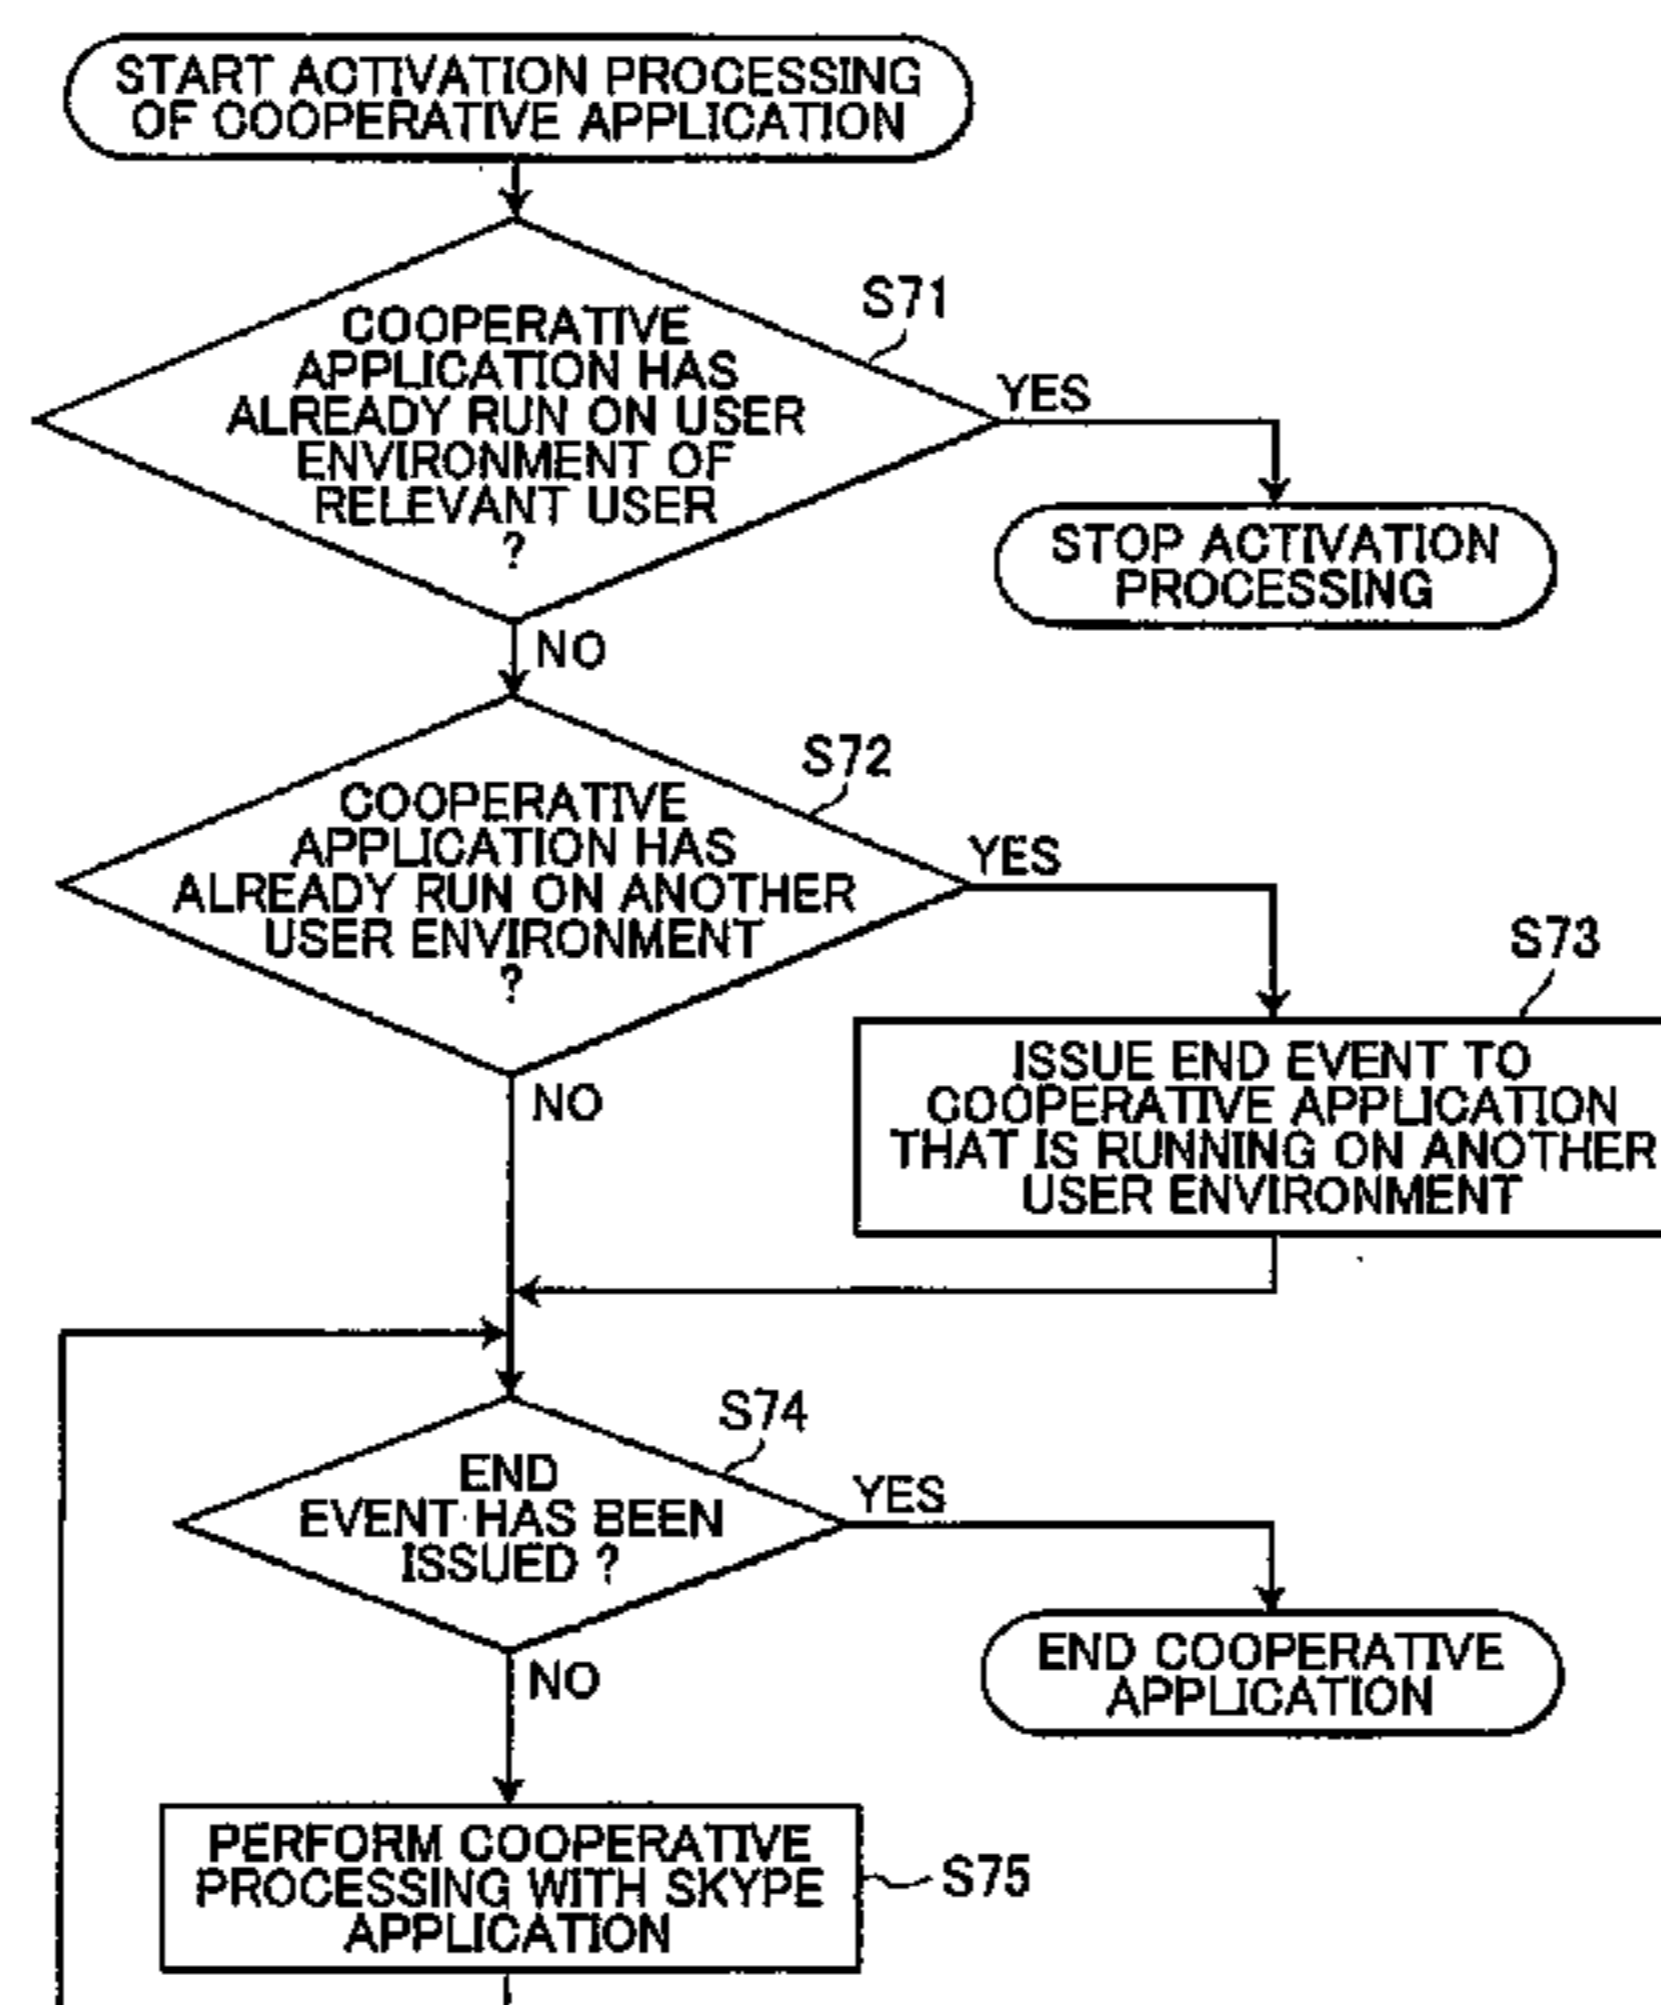 START ACTIVATION PROCESSING
OF COOPERATIVE APPLICATION
S71
COOPERATIVE
APPLICATION HAS
ALREADY RUN ON USER
ENVIRONMENT OF
RELEVANT USER
?
YES
STOP ACTIVATION
PROCESSING
NO
S72
COOPERATIVE
APPLICATION HAS
ALREADY RUN ON ANOTHER
USER ENVIRONMENT
?
YES
S73
ISSUE END EVENT TO
COOPERATIVE APPLICATION
THAT IS RUNNING ON ANOTHER
USER ENVIRONMENT
NO
S74
END
EVENT HAS BEEN
ISSUED ?
YES
END COOPERATIVE
APPLICATION
NO
PERFORM COOPERATIVE
PROCESSING WITH SKYPE
APPLICATION
S75